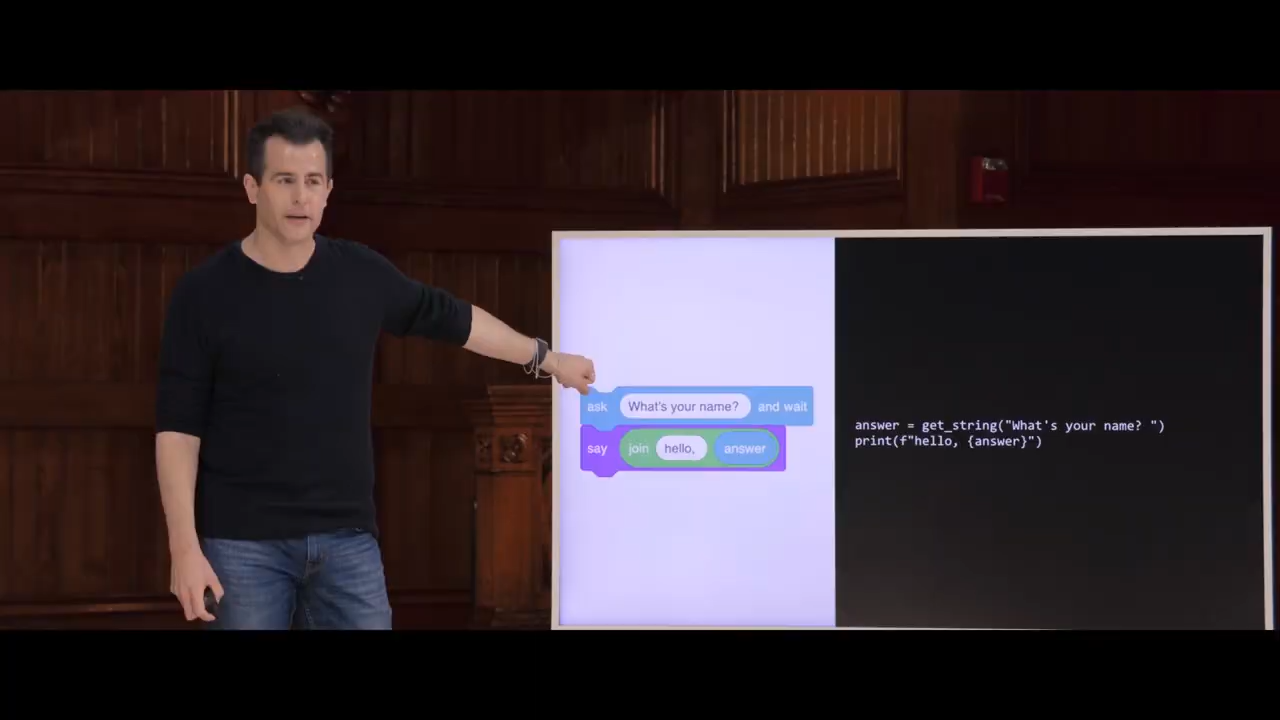 ask What's your name? and wait
say join hello, answer
answer = get_string("What's your name? ")
print(f"hello, {answer}")